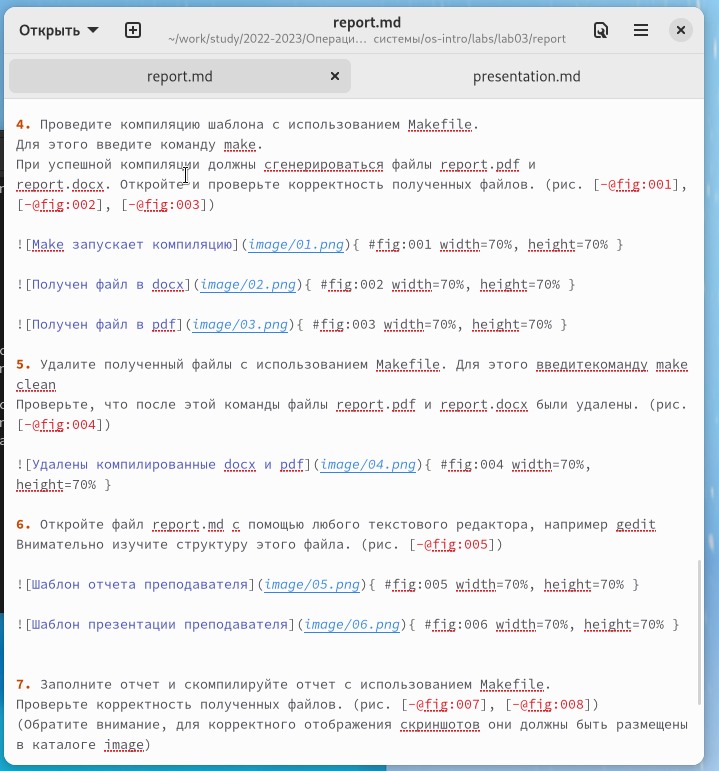 Открыть
report.md
~/work/study/2022-2023/Операци… системы/os-intro/labs/lab03/report
report.md
presentation.md
4. Проведите компиляцию шаблона с использованием Makefile.
Для этого введите команду make.
При успешной компиляции должны сгенерироваться файлы report.pdf и
report.docx. Откройте и проверьте корректность полученных файлов. (рис. [-@fig:001],
[-@fig:002], [-@fig:003])
![Make запускает компиляцию](image/01.png){ #fig:001 width=70%, height=70% }
![Получен файл в docx](image/02.png){ #fig:002 width=70%, height=70% }
![Получен файл в pdf](image/03.png){ #fig:003 width=70%, height=70% }
5. Удалите полученный файлы с использованием Makefile. Для этого введитекоманду make
clean
Проверьте, что после этой команды файлы report.pdf и report.docx были удалены. (рис.
[-@fig:004])
![Удалены компилированные docx и pdf](image/04.png){ #fig:004 width=70%,
height=70% }
6. Откройте файл report.md c помощью любого текстового редактора, например gedit
Внимательно изучите структуру этого файла. (рис. [-@fig:005])
![Шаблон отчета преподавателя](image/05.png){ #fig:005 width=70%, height=70% }
![Шаблон презентации преподавателя](image/06.png){ #fig:006 width=70%, height=70% }
7. Заполните отчет и скомпилируйте отчет с использованием Makefile.
Проверьте корректность полученных файлов. (рис. [-@fig:007], [-@fig:008])
(Обратите внимание, для корректного отображения скриншотов они должны быть размещены
в каталоге image)